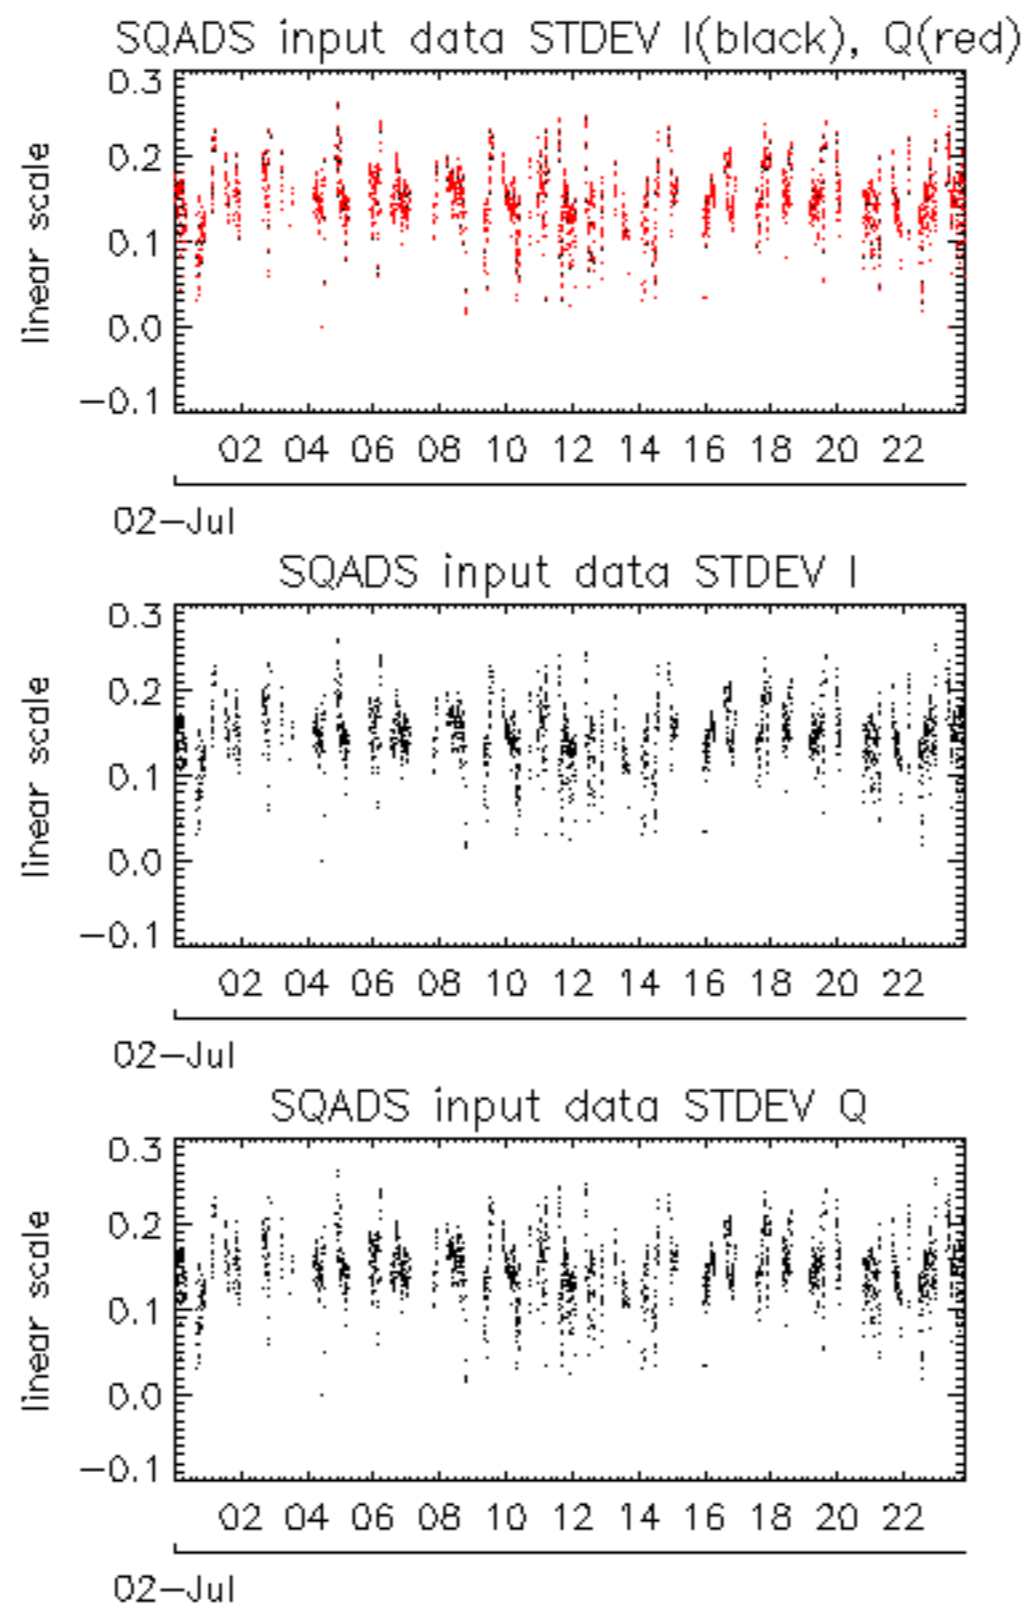 SQADS input data STDEV I(black), Q(red)
0.3
0.2
0.1
0.0
−0.1
linear scale
02 04 06 08 10 12 14 16 18 20 22
02−Jul
SQADS input data STDEV I
0.3
0.2
0.1
0.0
−0.1
linear scale
02 04 06 08 10 12 14 16 18 20 22
02−Jul
SQADS input data STDEV Q
0.3
0.2
0.1
0.0
−0.1
linear scale
02 04 06 08 10 12 14 16 18 20 22
02−Jul